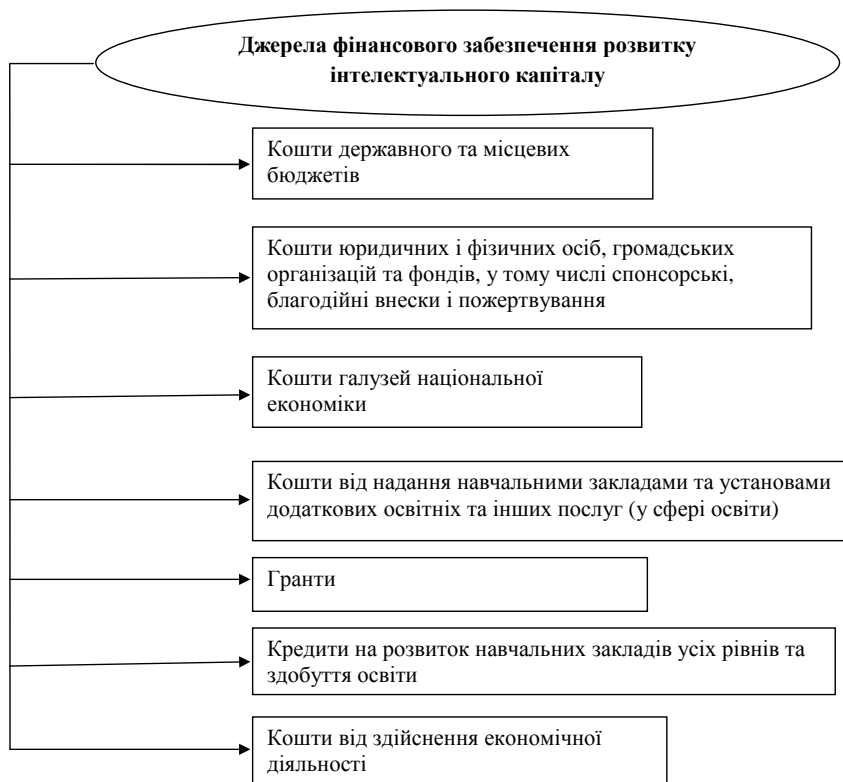 Джерела фінансового забезпечення розвитку
інтелектуального капіталу
Кошти державного та місцевих
бюджетів
Кошти юридичних і фізичних осіб, громадських
організацій та фондів, у тому числі спонсорські,
благодійні внески і пожертвування
Кошти галузей національної
економіки
Кошти від надання навчальними закладами та установами
додаткових освітніх та інших послуг (у сфері освіти)
Гранти
Кредити на розвиток навчальних закладів усіх рівнів та
здобуття освіти
Кошти від здійснення економічної
діяльності